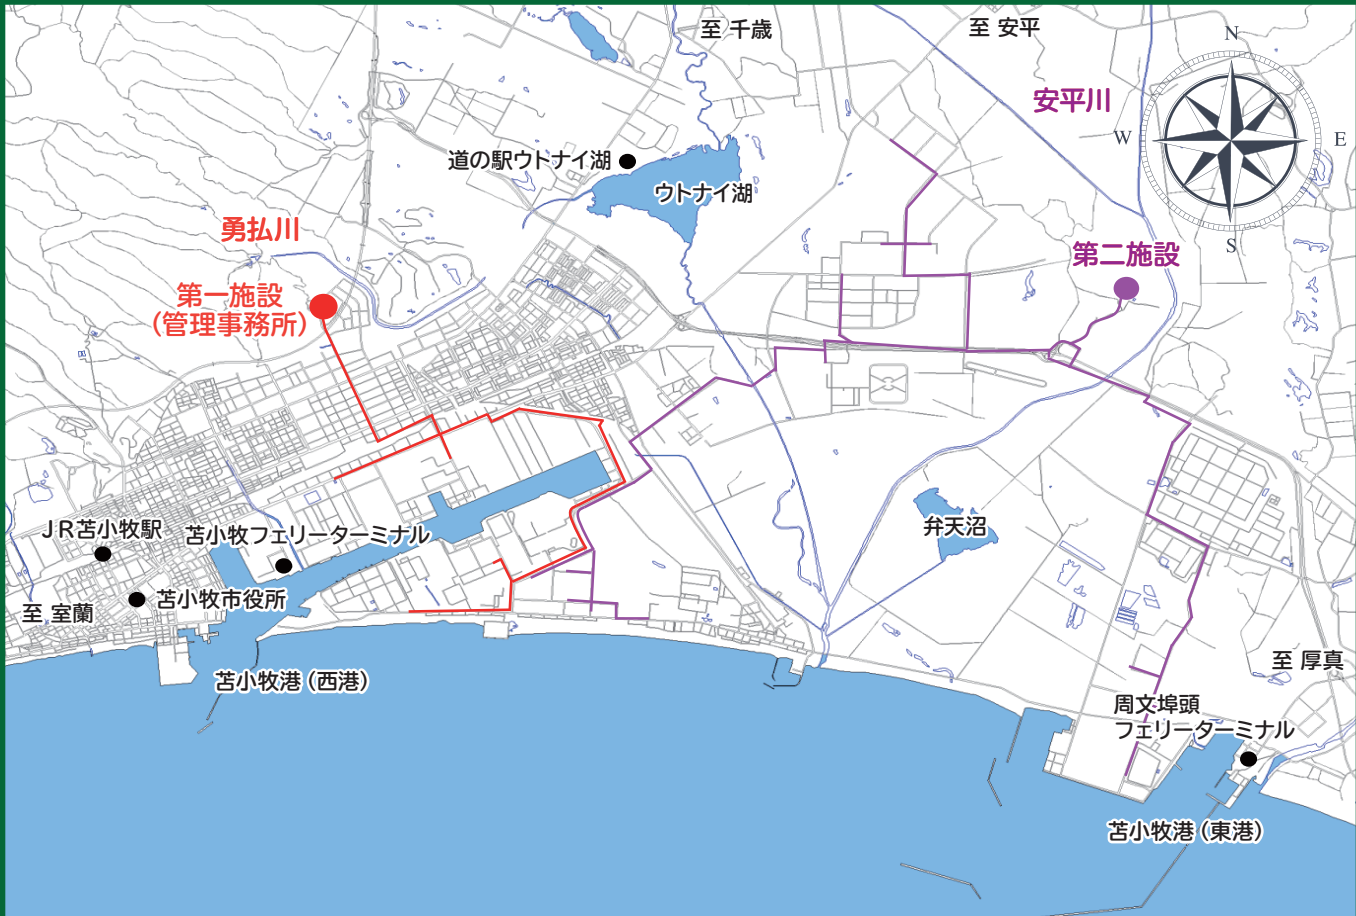 至 千歳
至 安平
N
安平川
W
E
道の駅ウトナイ湖
ウトナイ湖
勇払川
S
第二施設
第一施設
(管理事務所)
JR苫小牧駅
苫小牧フェリーターミナル
弁天沼
至 室蘭
苫小牧市役所
至 厚真
苫小牧港(西港)
周文埠頭
フェリーターミナル
苫小牧港(東港)